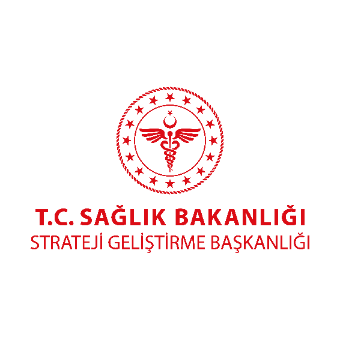 T.C. SAĞLIK BAKANLIĞI
STRATEJİ GELİŞTİRME BAŞKANLIĞI